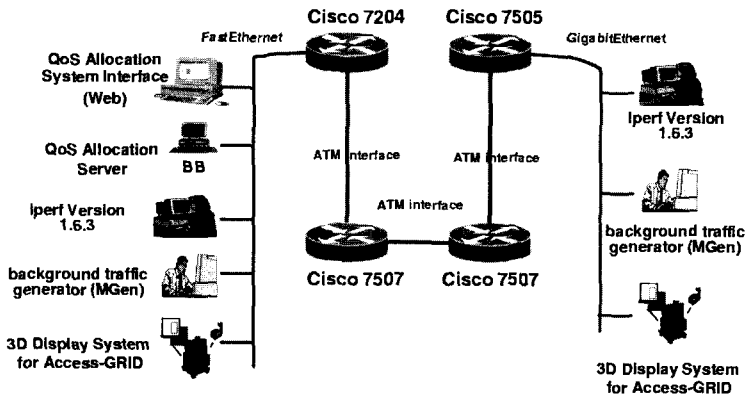 Cisco 7204
Cisco 7505
FastEthernet
GigabitEthernet
QoS Allocation
System Interface
(Web)
QoS Allocation
Server
BB
iperf Version
1.6.3
background traffic
generator (MGen)
3D Display System
for Access-GRID
ATM interface
ATM interface
ATM interface
Cisco 7507
Cisco 7507
Iperf Version
1.6.3
background traffic
generator (MGen)
3D Display System
for Access-GRID